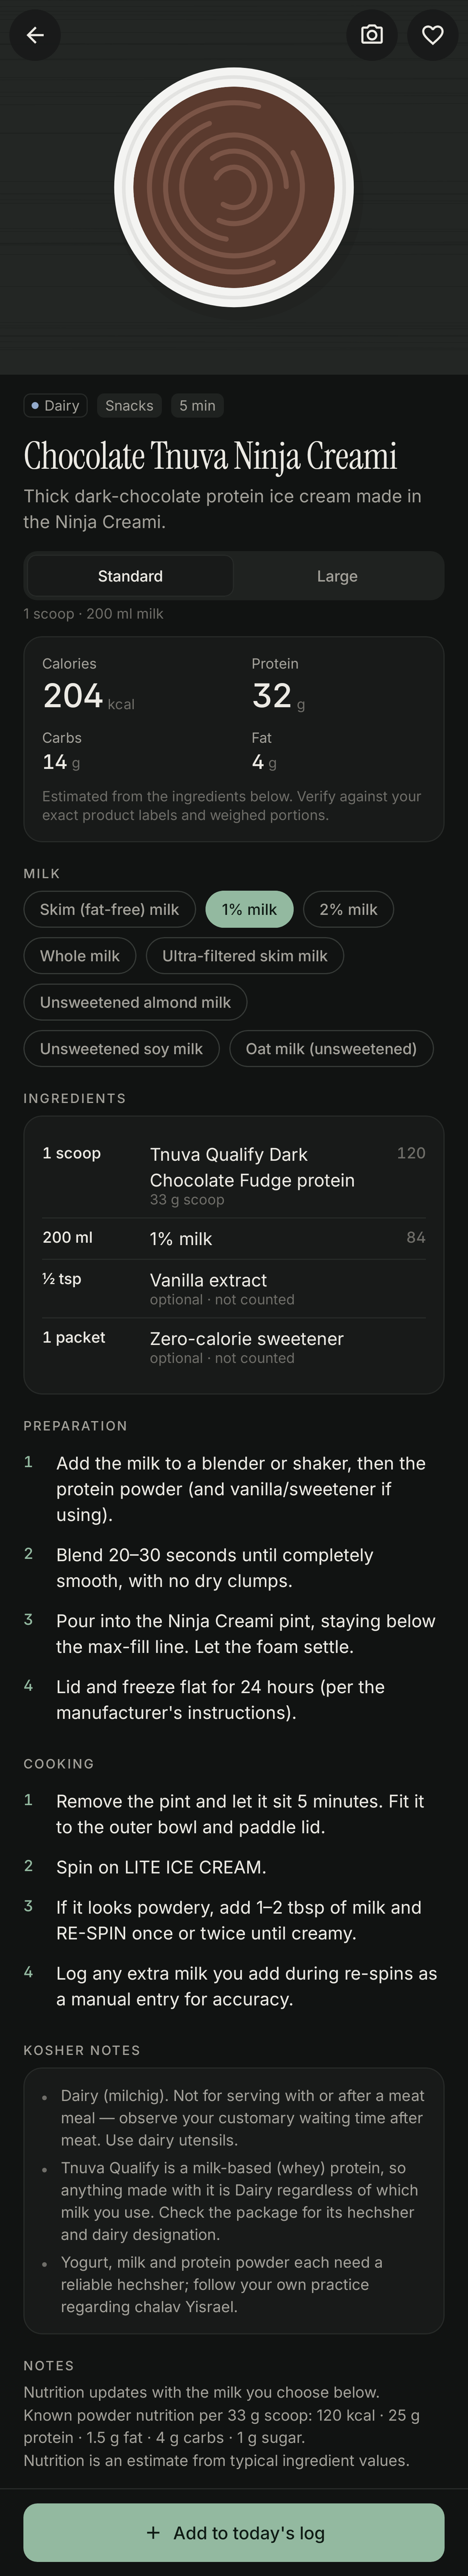 Dairy
Snacks
5 min
Chocolate Tnuva Ninja Creami
Thick dark-chocolate protein ice cream made in
the Ninja Creami.
Standard
Large
1 scoop · 200 ml milk
Calories
Protein
204 kcal
32 g
Carbs
Fat
14 g
4 g
Estimated from the ingredients below. Verify against your
exact product labels and weighed portions.
MILK
Skim (fat-free) milk
1% milk
2% milk
Whole milk
Ultra-filtered skim milk
Unsweetened almond milk
Unsweetened soy milk
Oat milk (unsweetened)
INGREDIENTS
1 scoop
Tnuva Qualify Dark
120
Chocolate Fudge protein
33 g scoop
200 ml
1% milk
84
½ tsp
Vanilla extract
optional · not counted
1 packet
Zero-calorie sweetener
optional · not counted
PREPARATION
1 Add the milk to a blender or shaker, then the
protein powder (and vanilla/sweetener if
using).
2 Blend 20–30 seconds until completely
smooth, with no dry clumps.
3 Pour into the Ninja Creami pint, staying below
the max-fill line. Let the foam settle.
4 Lid and freeze flat for 24 hours (per the
manufacturer's instructions).
COOKING
1 Remove the pint and let it sit 5 minutes. Fit it
to the outer bowl and paddle lid.
2 Spin on LITE ICE CREAM.
3 If it looks powdery, add 1–2 tbsp of milk and
RE-SPIN once or twice until creamy.
4 Log any extra milk you add during re-spins as
a manual entry for accuracy.
KOSHER NOTES
• Dairy (milchig). Not for serving with or after a meat
meal — observe your customary waiting time after
meat. Use dairy utensils.
• Tnuva Qualify is a milk-based (whey) protein, so
anything made with it is Dairy regardless of which
milk you use. Check the package for its hechsher
and dairy designation.
• Yogurt, milk and protein powder each need a
reliable hechsher; follow your own practice
regarding chalav Yisrael.
NOTES
Nutrition updates with the milk you choose below.
Known powder nutrition per 33 g scoop: 120 kcal · 25 g
protein · 1.5 g fat · 4 g carbs · 1 g sugar.
Nutrition is an estimate from typical ingredient values.
+ Add to today's log